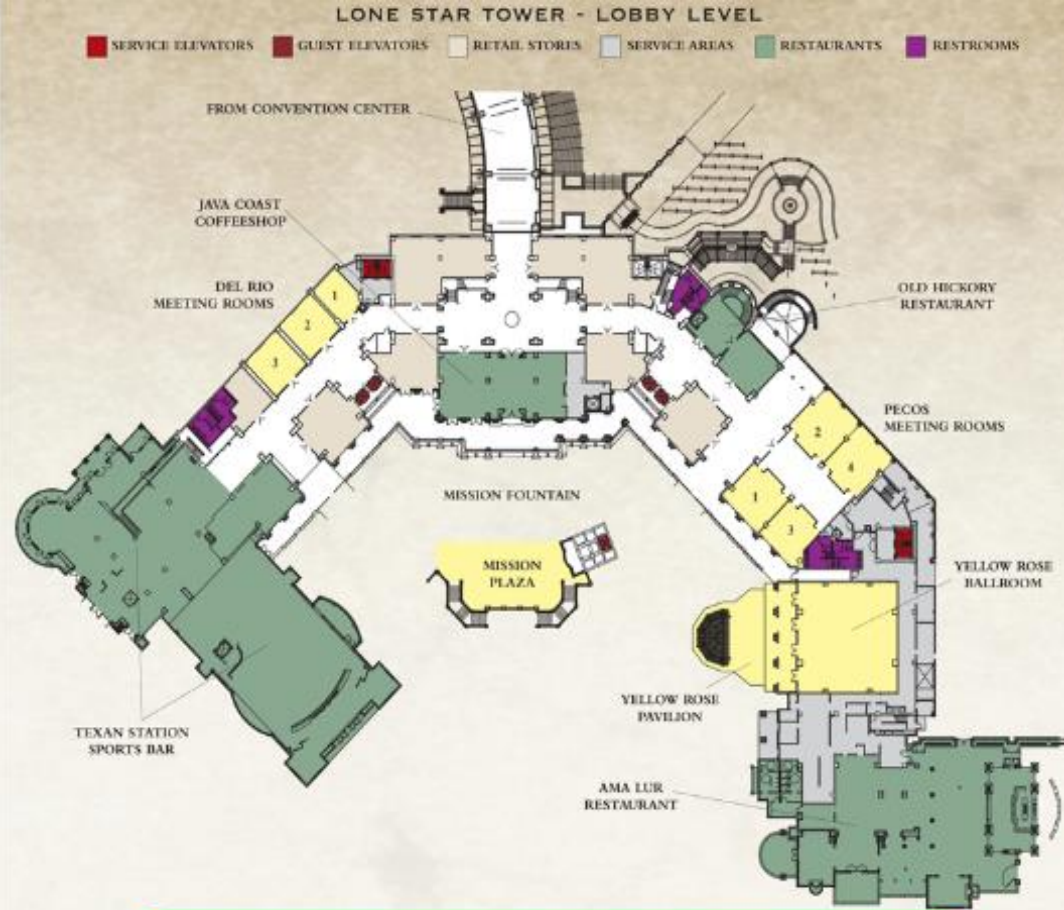 LONE STAR TOWER - LOBBY LEVEL
SERVICE ELEVATORS
GUEST ELEVATORS
RETAIL STORES
SERVICE AREAS
RESTAURANTS
RESTROOMS
FROM CONVENTION CENTER
JAVA COAST
COFFEESHOP
DEL RIO
MEETING ROOMS
1
2
3
OLD HICKORY
RESTAURANT
PECOS
MEETING ROOMS
2
4
1
3
MISSION FOUNTAIN
MISSION
PLAZA
YELLOW ROSE
BALLROOM
YELLOW ROSE
PAVILION
TEXAN STATION
SPORTS BAR
AMA LUR
RESTAURANT